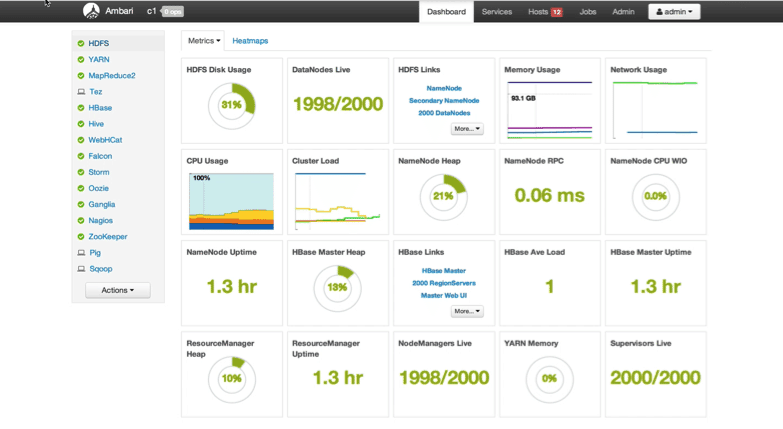 Ambari c1 0 ops Dashboard Services Hosts 12 Jobs Admin admin
HDFS
YARN
MapReduce2
Tez
HBase
Hive
WebHCat
Falcon
Storm
Oozie
Ganglia
Nagios
ZooKeeper
Pig
Sqoop
Actions
Metrics Heatmaps
HDFS Disk Usage
31%
DataNodes Live
1998/2000
HDFS Links
NameNode
Secondary NameNode
2000 DataNodes
More...
Memory Usage
93.1 GB
Network Usage
CPU Usage
100%
Cluster Load
NameNode Heap
21%
NameNode RPC
0.06 ms
NameNode CPU WIO
0.0%
NameNode Uptime
1.3 hr
HBase Master Heap
13%
HBase Links
HBase Master
2000 RegionServers
Master Web UI
More...
HBase Ave Load
1
HBase Master Uptime
1.3 hr
ResourceManager
Heap
10%
ResourceManager
Uptime
1.3 hr
NodeManagers Live
1998/2000
YARN Memory
0%
Supervisors Live
2000/2000